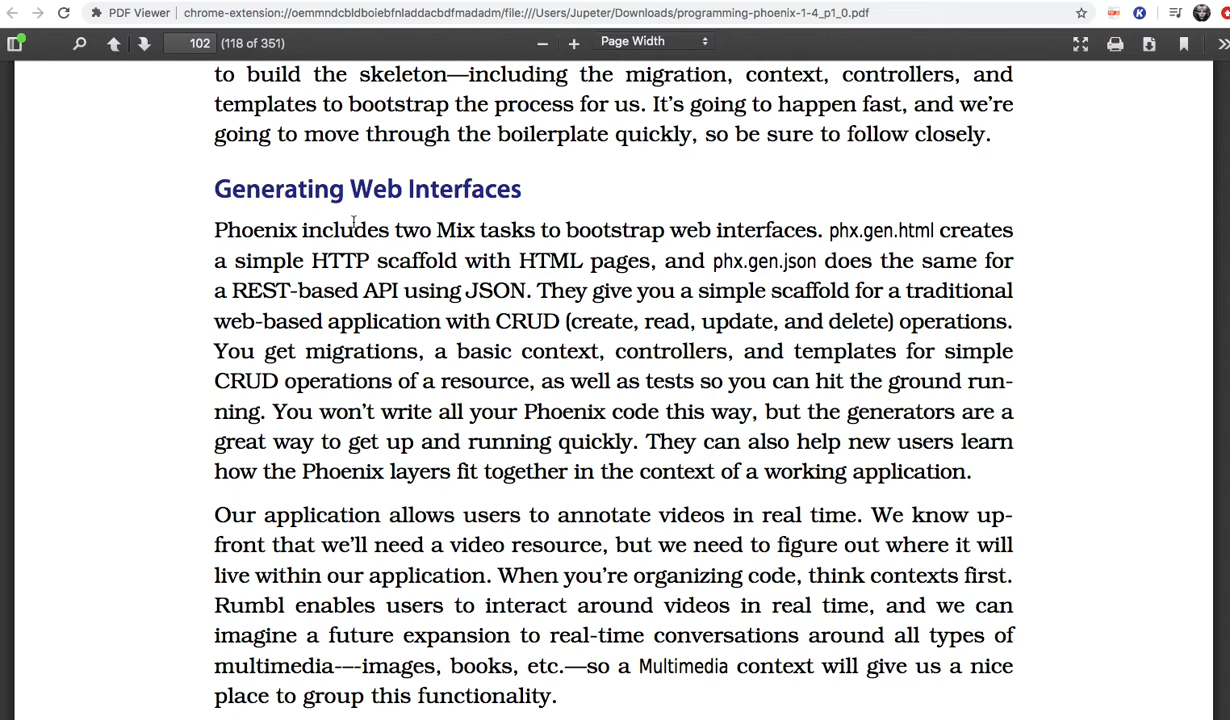 PDF Viewer
chrome-extension://oemmndcbldboiebfnladdacbdfmadadm/file:///Users/Jupeter/Downloads/programming-phoenix-1-4_p1_0.pdf
102 (118 of 351)
Page Width
to build the skeleton—including the migration, context, controllers, and
templates to bootstrap the process for us. It's going to happen fast, and we're
going to move through the boilerplate quickly, so be sure to follow closely.
Generating Web Interfaces
Phoenix includes two Mix tasks to bootstrap web interfaces. phx.gen.html creates
a simple HTTP scaffold with HTML pages, and phx.gen.json does the same for
a REST-based API using JSON. They give you a simple scaffold for a traditional
web-based application with CRUD (create, read, update, and delete) operations.
You get migrations, a basic context, controllers, and templates for simple
CRUD operations of a resource, as well as tests so you can hit the ground run-
ning. You won't write all your Phoenix code this way, but the generators are a
great way to get up and running quickly. They can also help new users learn
how the Phoenix layers fit together in the context of a working application.
Our application allows users to annotate videos in real time. We know up-
front that we'll need a video resource, but we need to figure out where it will
live within our application. When you're organizing code, think contexts first.
Rumbl enables users to interact around videos in real time, and we can
imagine a future expansion to real-time conversations around all types of
multimedia-–-images, books, etc.—so a Multimedia context will give us a nice
place to group this functionality.